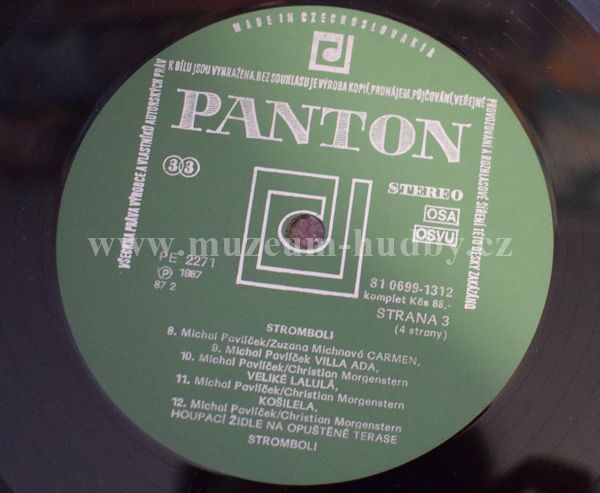 MADE IN CZECHOSLOVAKIA
VŠECHNA PRÁVA VÝROBCE A VLASTNÍKŮ AUTORSKÝCH PRÁV
K DÍLU JSOU VYHRAŽENA. BEZ SOUHLASU JE VÝROBA KOPIÍ, PRONÁJEM, PŮJČOVÁNÍ, VEŘEJNÉ
PROVOZOVÁNÍ A ROZHLASOVÉ ŠÍŘENÍ TÉTO DESKY ZAKÁZÁNO
PANTON
33
STEREO
OSA
OSVU
www.muzeum-hudby.cz
PE 2271
Ⓟ 1987
87 2
81 0699-1312
komplet Kčs 88,-
STRANA 3
(4 strany)
STROMBOLI
8. Michal Pavlíček/Zuzana Michnová CARMEN,
9. Michal Pavlíček VILLA ADA,
10. Michal Pavlíček/Christian Morgenstern
VELIKÉ LALULÁ,
11. Michal Pavlíček/Christian Morgenstern
KOŠILELA,
12. Michal Pavlíček/Christian Morgenstern
HOUPACÍ ŽIDLE NA OPUŠTĚNÉ TERASE
STROMBOLI